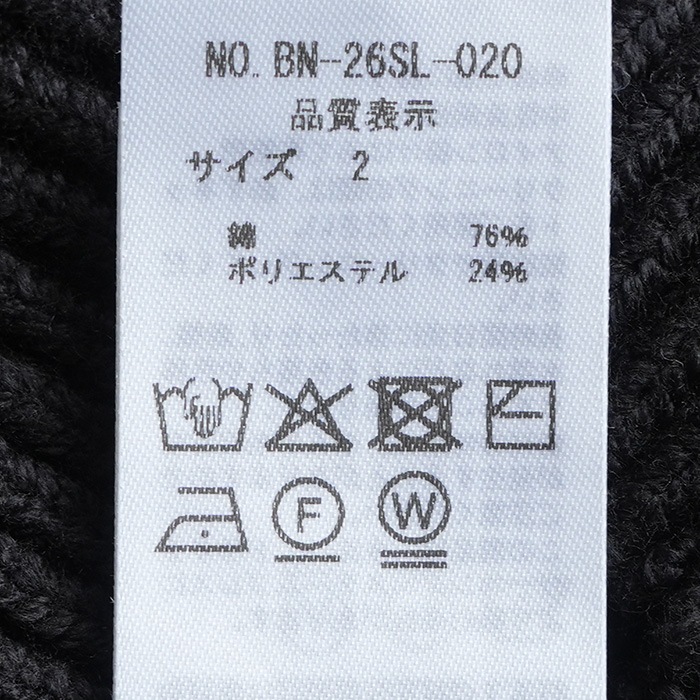 NO. BN-26SL-020
品質表示
サイズ 2
綿 76%
ポリエステル 24%
F W